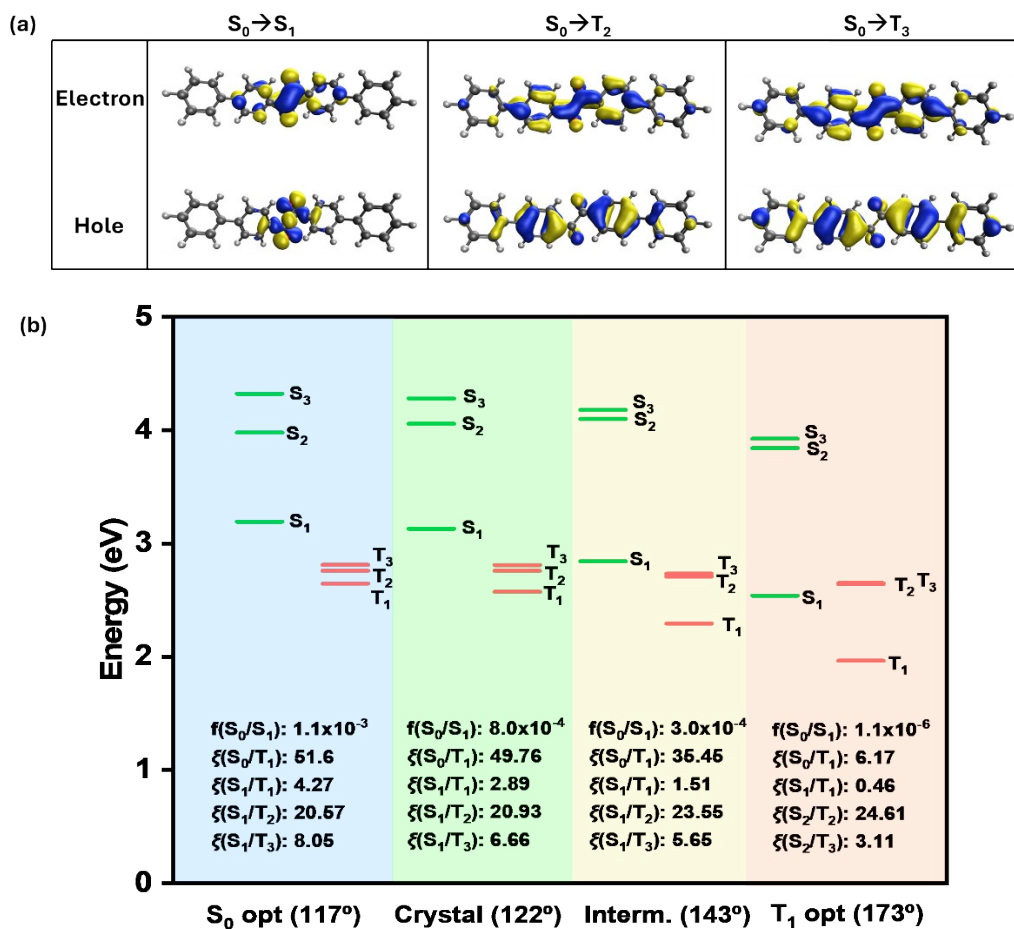 (a)
S₀→S₁ S₀→T₂ S₀→T₃
Electron
Hole
(b)
Energy (eV)
5
4
3
2
1
0
S₃
S₂
S₁
T₃
T₂
T₁
f(S₀/S₁): 1.1x10⁻³
ξ(S₀/T₁): 51.6
ξ(S₁/T₁): 4.27
ξ(S₁/T₂): 20.57
ξ(S₁/T₃): 8.05
S₀ opt (117º)
S₃
S₂
S₁
T₃
T₂
T₁
f(S₀/S₁): 8.0x10⁻⁴
ξ(S₀/T₁): 49.76
ξ(S₁/T₁): 2.89
ξ(S₁/T₂): 20.93
ξ(S₁/T₃): 6.66
Crystal (122º)
S₃
S₂
S₁
T₃
T₂
T₁
f(S₀/S₁): 3.0x10⁻⁴
ξ(S₀/T₁): 35.45
ξ(S₁/T₁): 1.51
ξ(S₁/T₂): 23.55
ξ(S₁/T₃): 5.65
Interm. (143º)
S₃
S₂
S₁
T₂ T₃
T₁
f(S₀/S₁): 1.1x10⁻⁶
ξ(S₀/T₁): 6.17
ξ(S₁/T₁): 0.46
ξ(S₂/T₂): 24.61
ξ(S₂/T₃): 3.11
T₁ opt (173º)